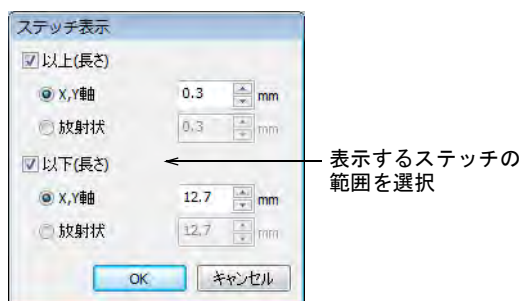 ステッチ表示
以上(長さ)
X,Y軸 0.3 mm
放射状 0.3 mm
以下(長さ)
X,Y軸 12.7 mm
放射状 12.7 mm
OK キャンセル
表示するステッチの
範囲を選択